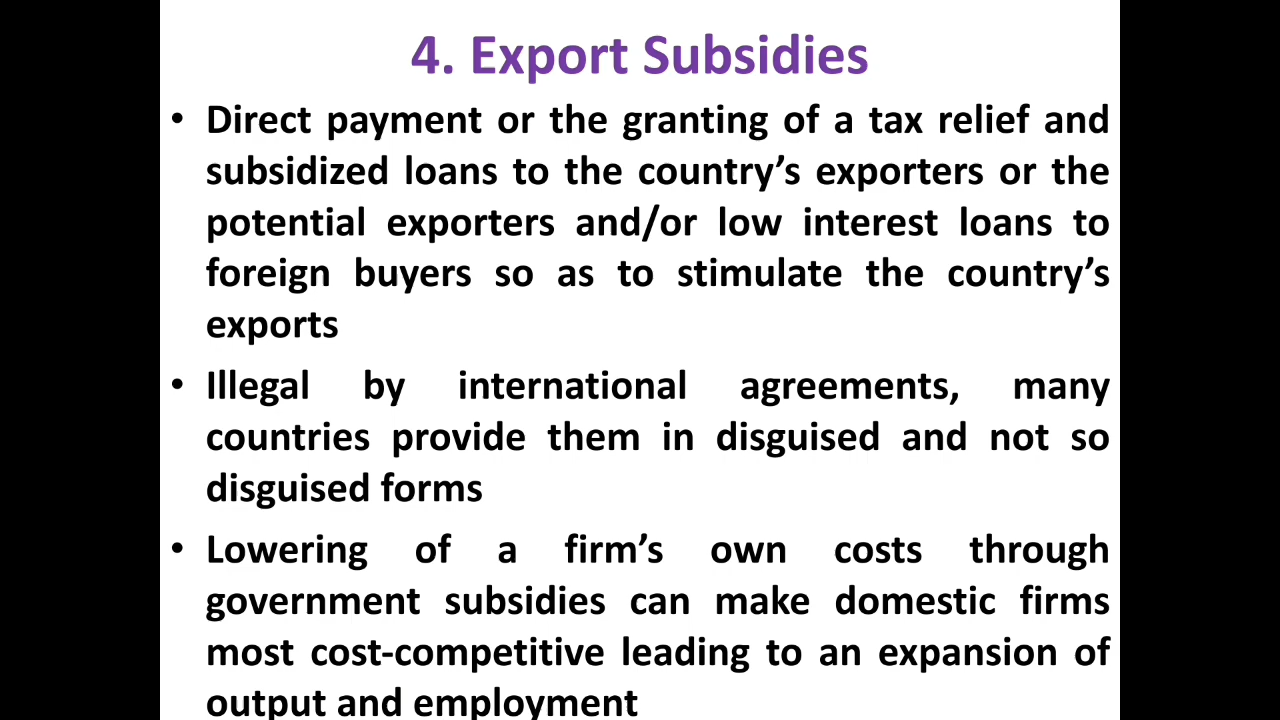 4. Export Subsidies
• Direct payment or the granting of a tax relief and
subsidized loans to the country’s exporters or the
potential exporters and/or low interest loans to
foreign buyers so as to stimulate the country’s
exports
• Illegal by international agreements, many
countries provide them in disguised and not so
disguised forms
• Lowering of a firm’s own costs through
government subsidies can make domestic firms
most cost-competitive leading to an expansion of
output and employment